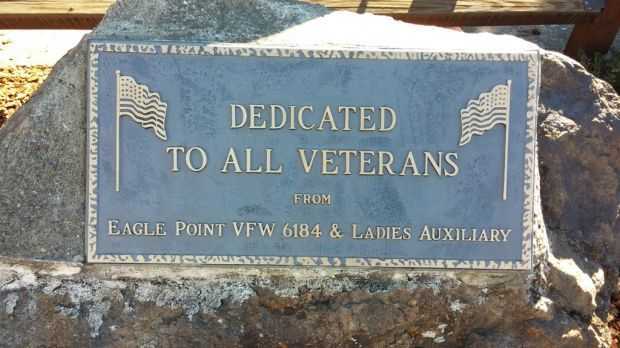 DEDICATED
TO ALL VETERANS
FROM
EAGLE POINT VFW 6184 & LADIES AUXILIARY